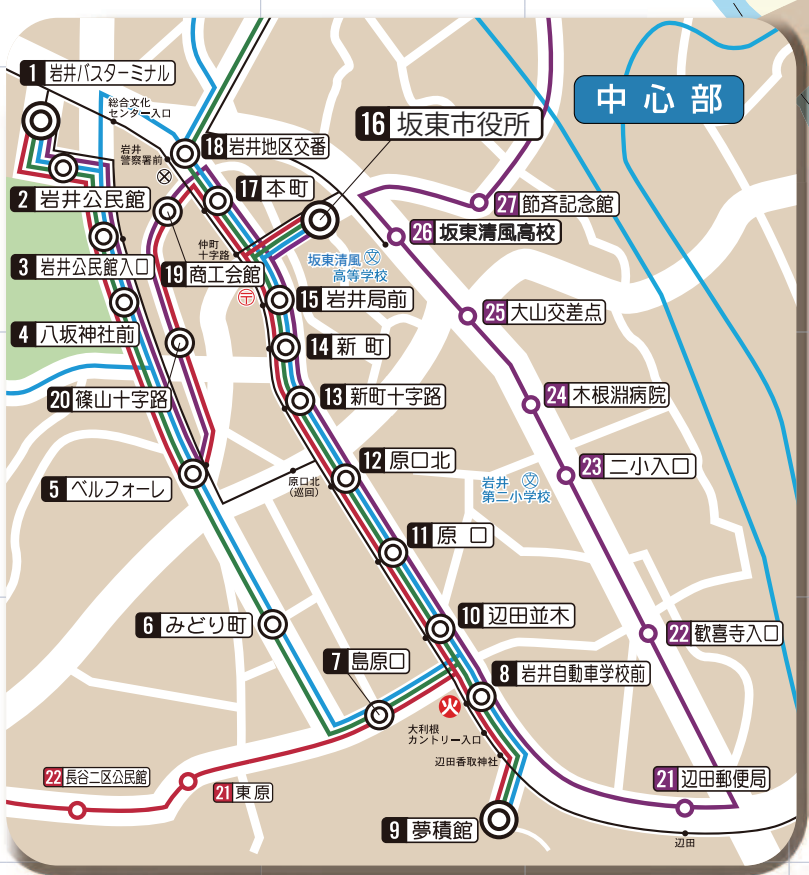 中心部
1 岩井バスターミナル
総合文化
センター入口
岩井
警察署前
18 岩井地区交番
16 坂東市役所
2 岩井公民館
17 本町
27 節斉記念館
26 坂東清風高校
仲町
十字路
坂東清風
高等学校
文
3 岩井公民館入口
19 商工会館
15 岩井局前
25 大山交差点
4 八坂神社前
14 新町
20 篠山十字路
13 新町十字路
24 木根淵病院
12 原口北
23 二小入口
5 ベルフォーレ
原口北
(巡回)
岩井
第二小学校
文
11 原口
6 みどり町
10 辺田並木
22 歓喜寺入口
7 島原口
8 岩井自動車学校前
火
大利根
カントリー入口
辺田香取神社
22 長谷二区公民館
21 東原
21 辺田郵便局
9 夢積館
辺田